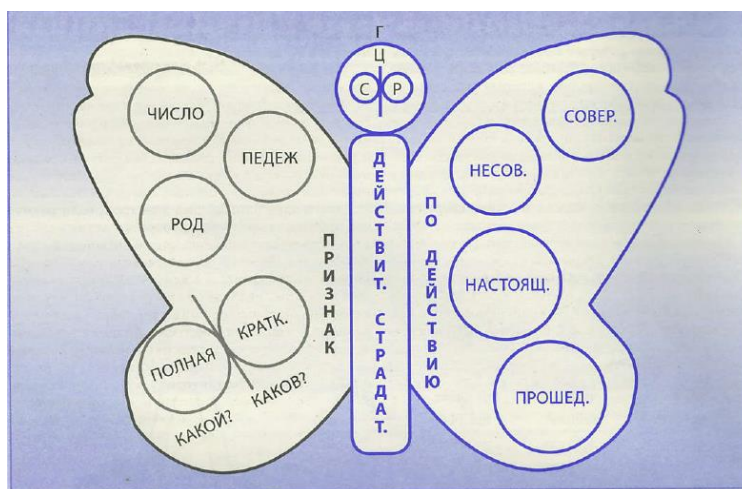 Г
Ц
С Р
ЧИСЛО
ПЕДЕЖ
РОД
КРАТК.
ПОЛНАЯ
КАКОЙ?
КАКОВ?
ПРИЗНАК
ДЕЙСТВИТ. СТРАДАТ.
ПО ДЕЙСТВИЮ
СОВЕР.
НЕСОВ.
НАСТОЯЩ.
ПРОШЕД.